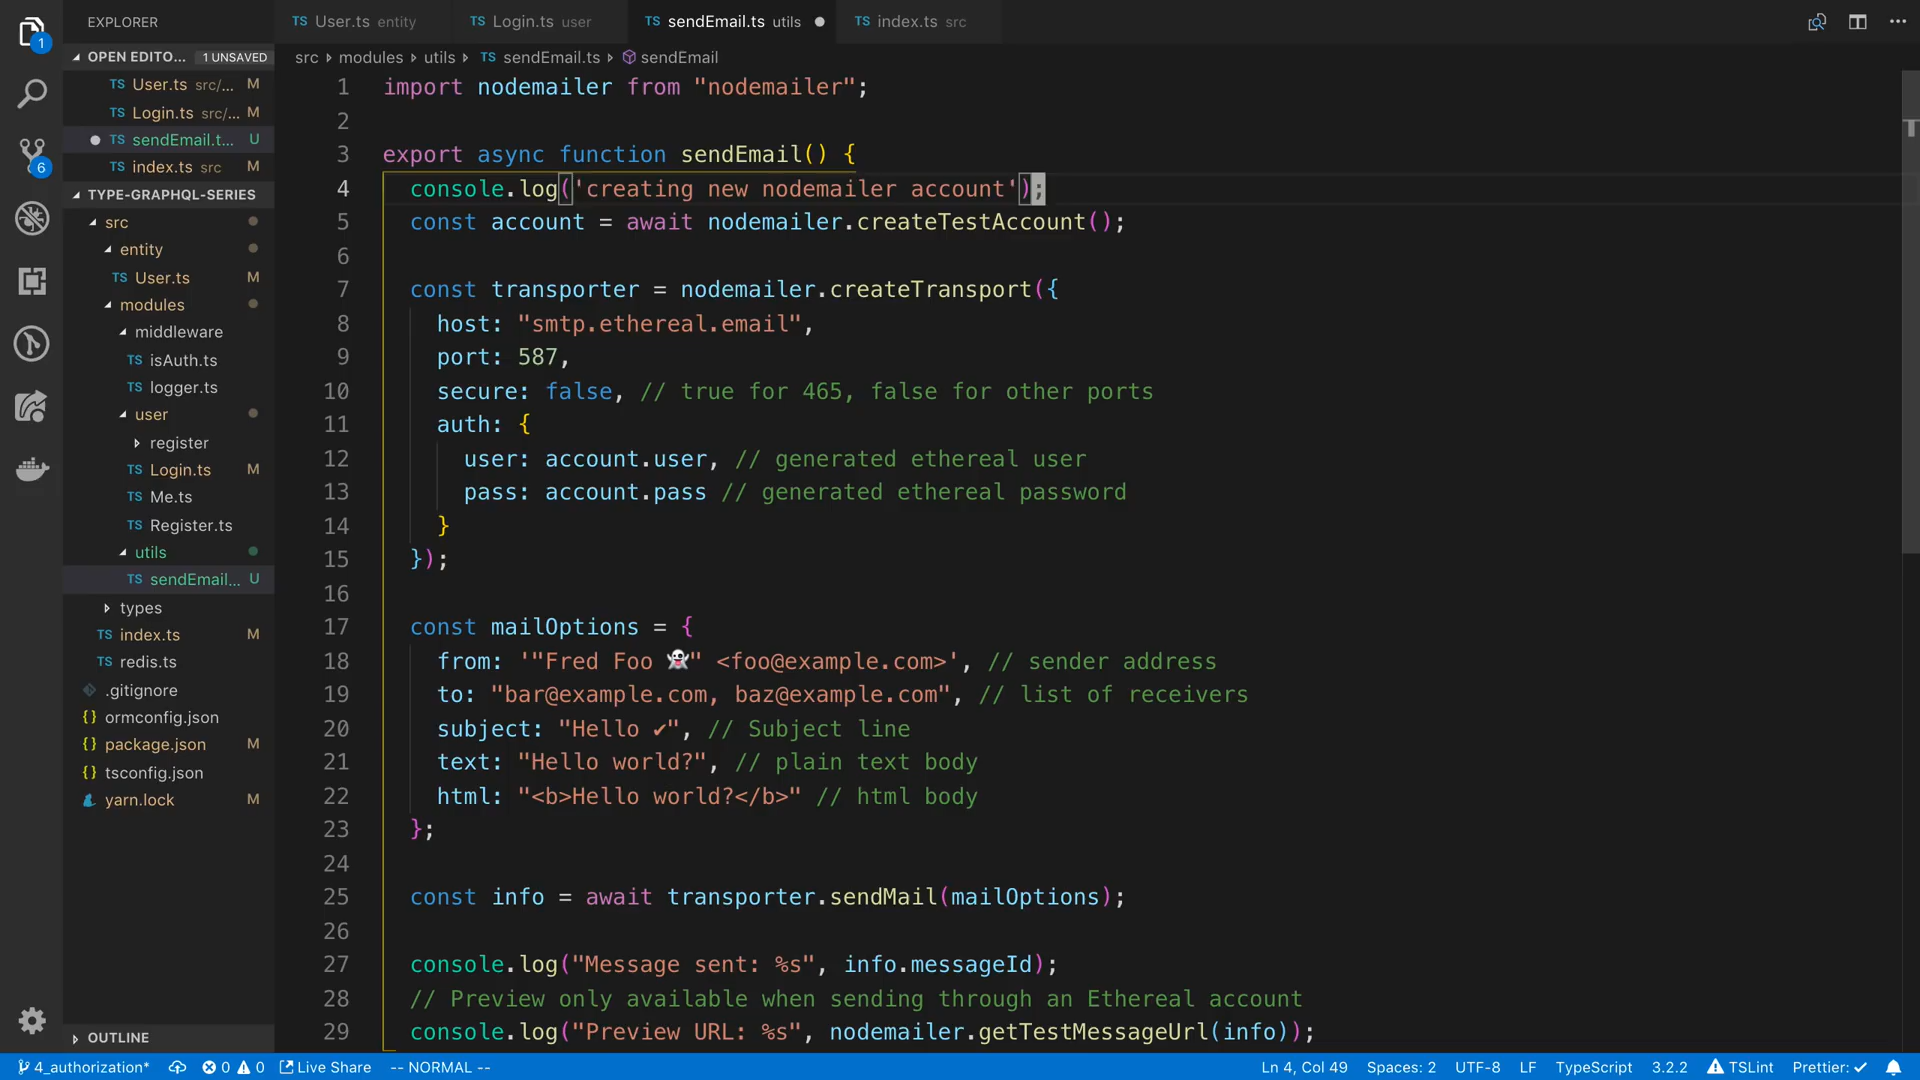 EXPLORER
User.ts entity
Login.ts user
sendEmail.ts utils
index.ts src
1
OPEN EDITO... 1 UNSAVED
User.ts src/... M
Login.ts src/... M
sendEmail.t... U
index.ts src M
6
TYPE-GRAPHQL-SERIES
src
entity
TS User.ts M
modules
middleware
TS isAuth.ts
TS logger.ts
user
register
TS Login.ts M
TS Me.ts
TS Register.ts
utils
TS sendEmail... U
types
TS index.ts M
TS redis.ts
.gitignore
{} ormconfig.json
{} package.json M
{} tsconfig.json
yarn.lock M
OUTLINE
src modules utils TS sendEmail.ts sendEmail
1 import nodemailer from "nodemailer";
2
3 export async function sendEmail() {
4 console.log('creating new nodemailer account');
5 const account = await nodemailer.createTestAccount();
6
7 const transporter = nodemailer.createTransport({
8 host: "smtp.ethereal.email",
9 port: 587,
10 secure: false, // true for 465, false for other ports
11 auth: {
12 user: account.user, // generated ethereal user
13 pass: account.pass // generated ethereal password
14 }
15 });
16
17 const mailOptions = {
18 from: '"Fred Foo 👻" <foo@example.com>', // sender address
19 to: "bar@example.com, baz@example.com", // list of receivers
20 subject: "Hello ✔", // Subject line
21 text: "Hello world?", // plain text body
22 html: "<b>Hello world?</b>" // html body
23 };
24
25 const info = await transporter.sendMail(mailOptions);
26
27 console.log("Message sent: %s", info.messageId);
28 // Preview only available when sending through an Ethereal account
29 console.log("Preview URL: %s", nodemailer.getTestMessageUrl(info));
4_authorization* 0 0 Live Share -- NORMAL -- Ln 4, Col 49 Spaces: 2 UTF-8 LF TypeScript 3.2.2 TSLint Prettier: ✓